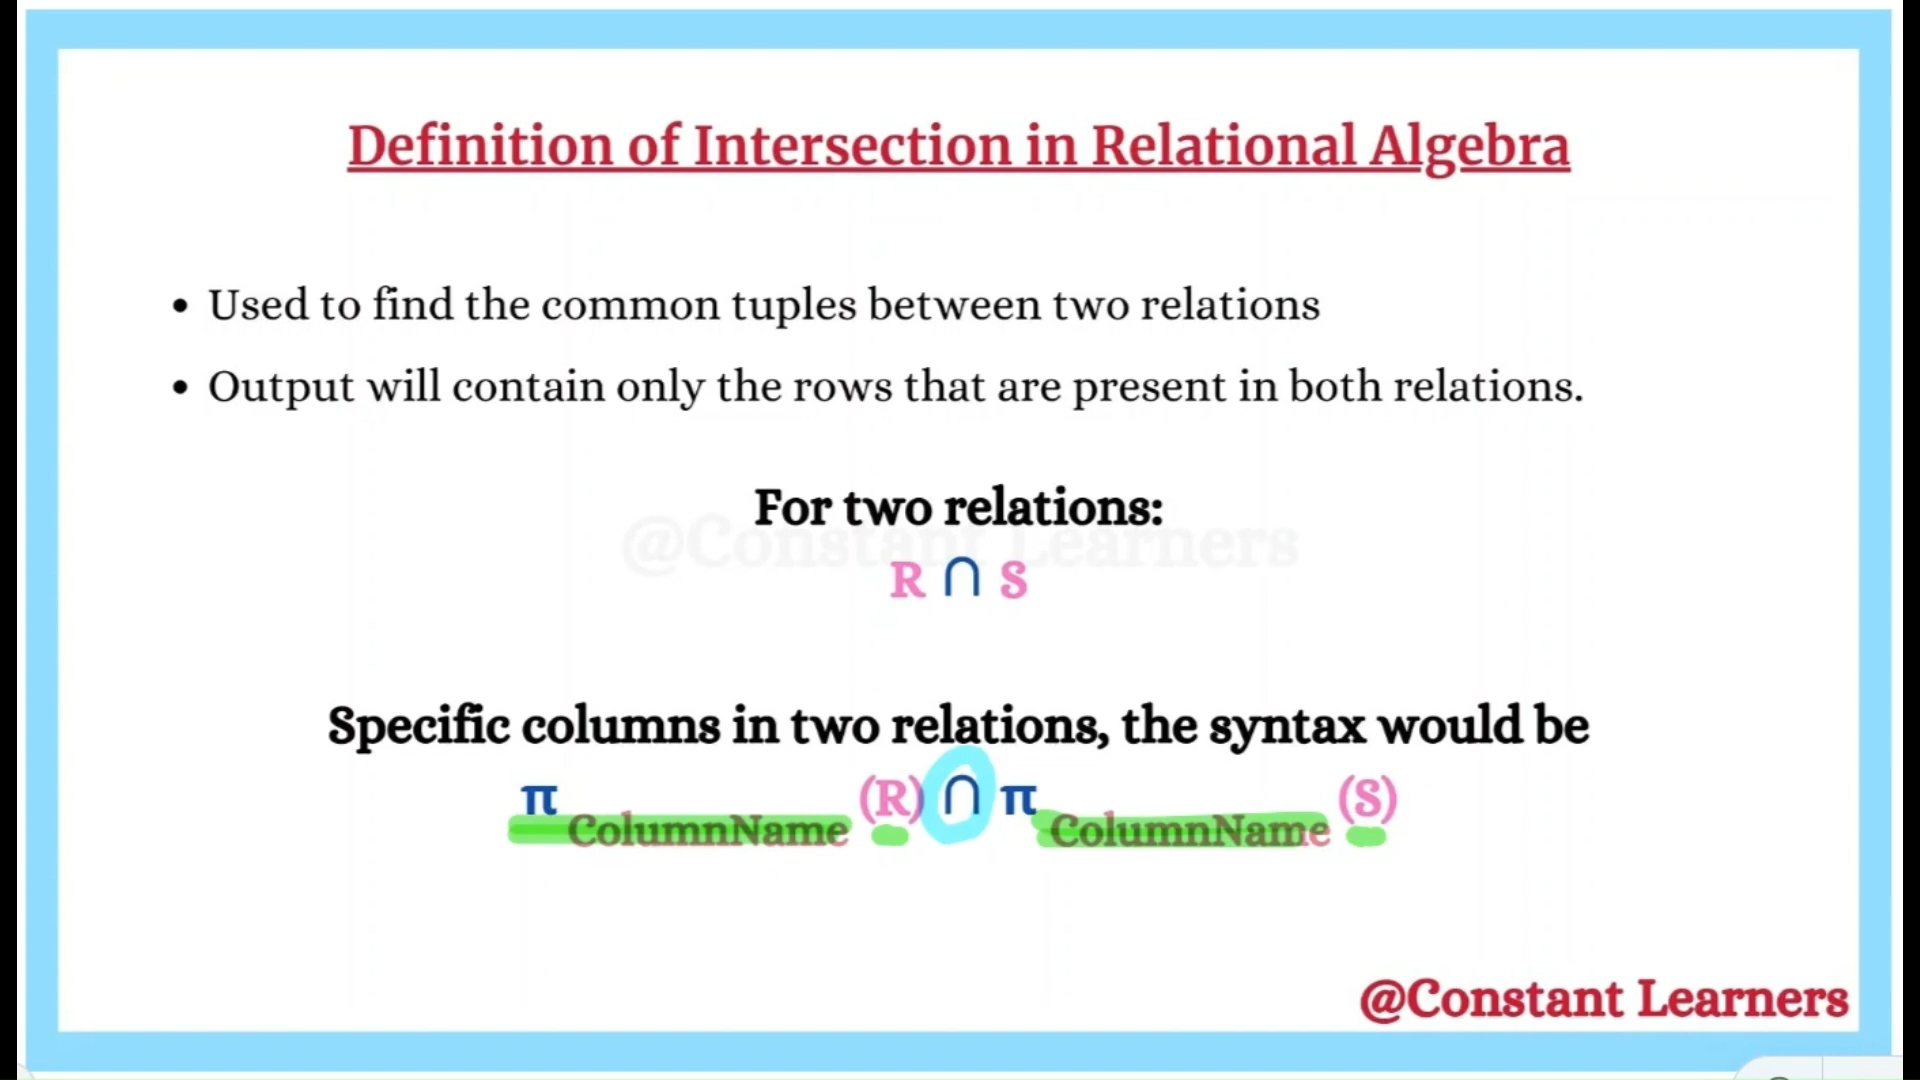 Definition of Intersection in Relational Algebra
• Used to find the common tuples between two relations
• Output will contain only the rows that are present in both relations.
For two relations:
@Constant Learners
R ∩ S
Specific columns in two relations, the syntax would be
π ColumnName (R) ∩ π ColumnName (S)
@Constant Learners